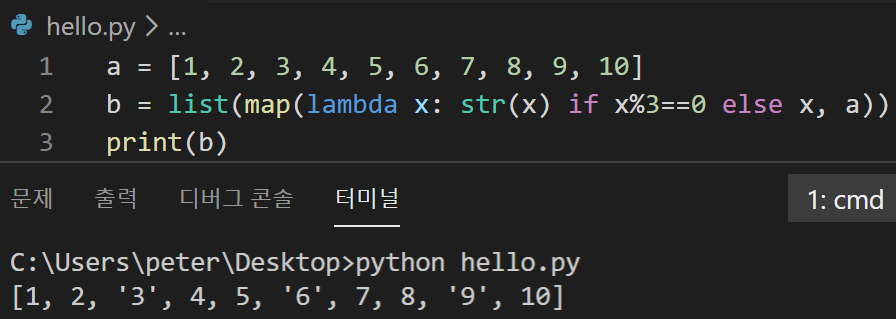 hello.py > ...
1 a = [1, 2, 3, 4, 5, 6, 7, 8, 9, 10]
2 b = list(map(lambda x: str(x) if x%3==0 else x, a))
3 print(b)
문제 출력 디버그 콘솔 터미널 1: cmd
C:\Users\peter\Desktop>python hello.py
[1, 2, '3', 4, 5, '6', 7, 8, '9', 10]